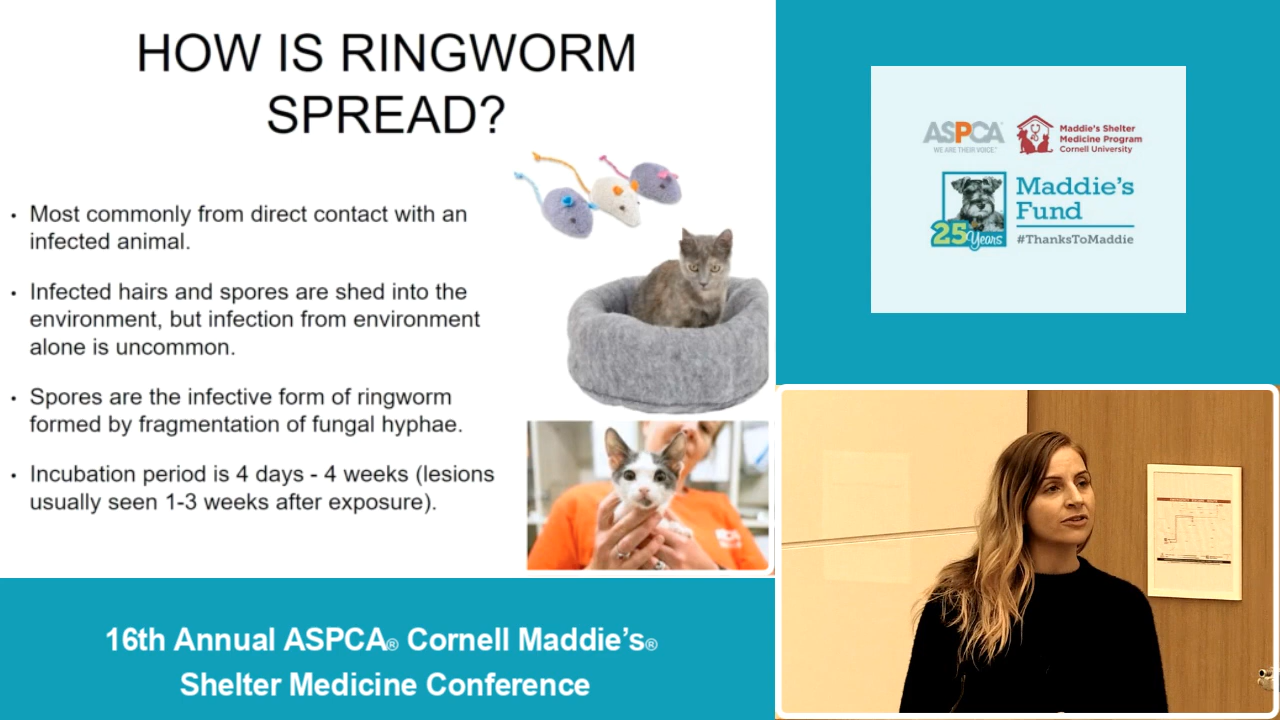 HOW IS RINGWORM
SPREAD?
• Most commonly from direct contact with an
infected animal.
• Infected hairs and spores are shed into the
environment, but infection from environment
alone is uncommon.
• Spores are the infective form of ringworm
formed by fragmentation of fungal hyphae.
• Incubation period is 4 days - 4 weeks (lesions
usually seen 1-3 weeks after exposure).
ASPCA®
WE ARE THEIR VOICE.™
Maddie's Shelter
Medicine Program
Cornell University
25 Years
Maddie's
Fund
#ThanksToMaddie
16th Annual ASPCA® Cornell Maddie's®
Shelter Medicine Conference